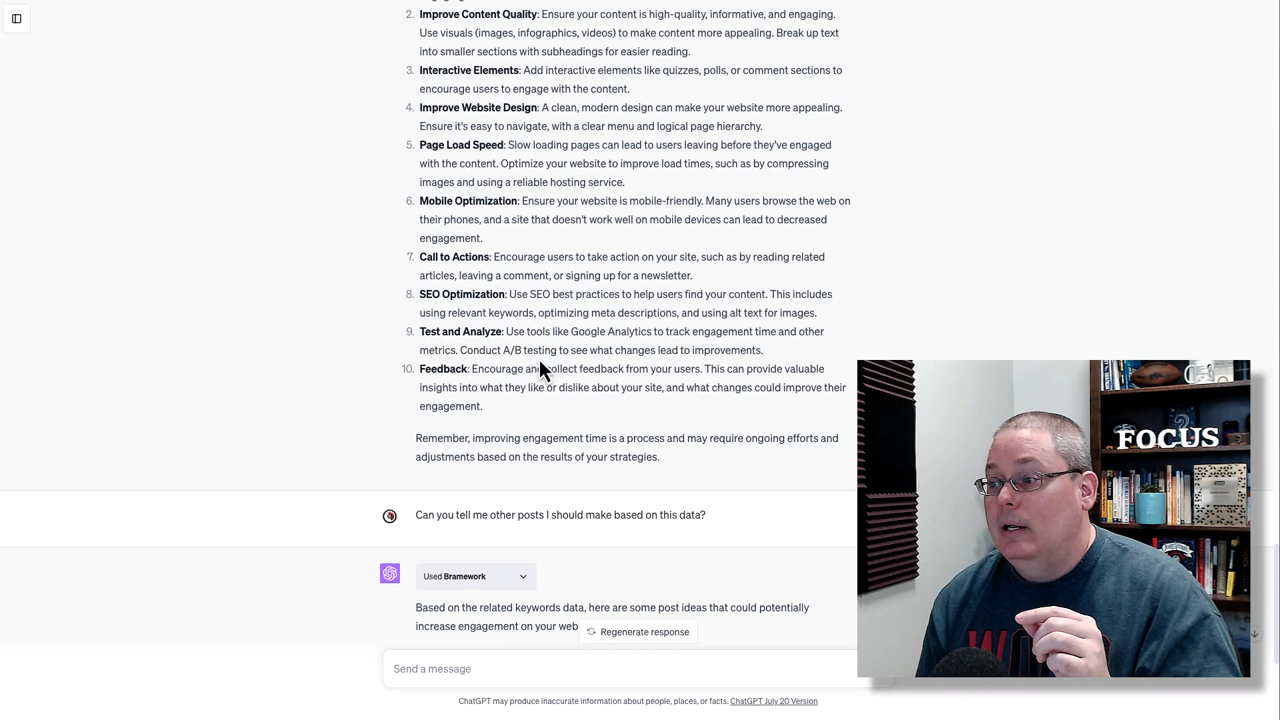 2. Improve Content Quality: Ensure your content is high-quality, informative, and engaging.
Use visuals (images, infographics, videos) to make content more appealing. Break up text
into smaller sections with subheadings for easier reading.
3. Interactive Elements: Add interactive elements like quizzes, polls, or comment sections to
encourage users to engage with the content.
4. Improve Website Design: A clean, modern design can make your website more appealing.
Ensure it's easy to navigate, with a clear menu and logical page hierarchy.
5. Page Load Speed: Slow loading pages can lead to users leaving before they've engaged
with the content. Optimize your website to improve load times, such as by compressing
images and using a reliable hosting service.
6. Mobile Optimization: Ensure your website is mobile-friendly. Many users browse the web on
their phones, and a site that doesn't work well on mobile devices can lead to decreased
engagement.
7. Call to Actions: Encourage users to take action on your site, such as by reading related
articles, leaving a comment, or signing up for a newsletter.
8. SEO Optimization: Use SEO best practices to help users find your content. This includes
using relevant keywords, optimizing meta descriptions, and using alt text for images.
9. Test and Analyze: Use tools like Google Analytics to track engagement time and other
metrics. Conduct A/B testing to see what changes lead to improvements.
10. Feedback: Encourage and collect feedback from your users. This can provide valuable
insights into what they like or dislike about your site, and what changes could improve their
engagement.
Remember, improving engagement time is a process and may require ongoing efforts and
adjustments based on the results of your strategies.
FOCUS
Can you tell me other posts I should make based on this data?
Used Bramework
Based on the related keywords data, here are some post ideas that could potentially
increase engagement on your web
Regenerate response
Send a message
ChatGPT may produce inaccurate information about people, places, or facts. ChatGPT July 20 Version